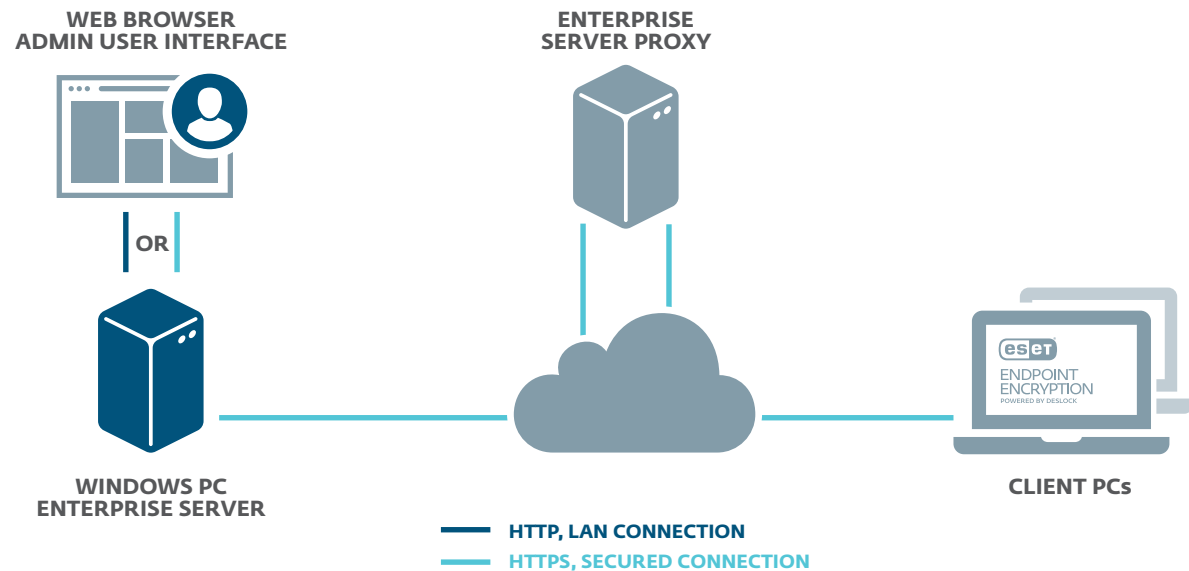 WEB BROWSER
ADMIN USER INTERFACE
ENTERPRISE
SERVER PROXY
OR
eseT
ENDPOINT
ENCRYPTION
POWERED BY DESLOCK
WINDOWS PC
ENTERPRISE SERVER
CLIENT PCs
HTTP, LAN CONNECTION
HTTPS, SECURED CONNECTION